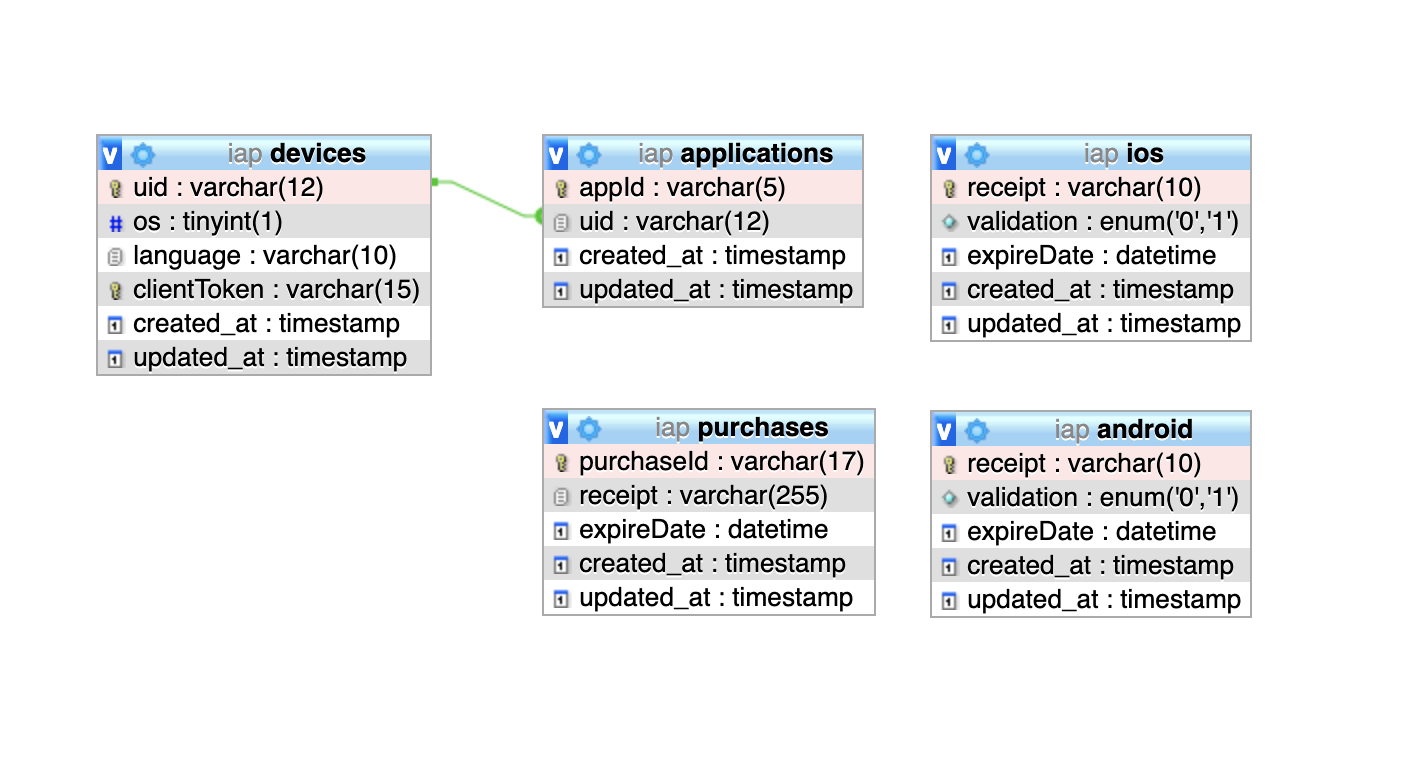 iap devices
uid : varchar(12)
os : tinyint(1)
language : varchar(10)
clientToken : varchar(15)
created_at : timestamp
updated_at : timestamp
iap applications
appId : varchar(5)
uid : varchar(12)
created_at : timestamp
updated_at : timestamp
iap ios
receipt : varchar(10)
validation : enum('0','1')
expireDate : datetime
created_at : timestamp
updated_at : timestamp
iap purchases
purchaseId : varchar(17)
receipt : varchar(255)
expireDate : datetime
created_at : timestamp
updated_at : timestamp
iap android
receipt : varchar(10)
validation : enum('0','1')
expireDate : datetime
created_at : timestamp
updated_at : timestamp